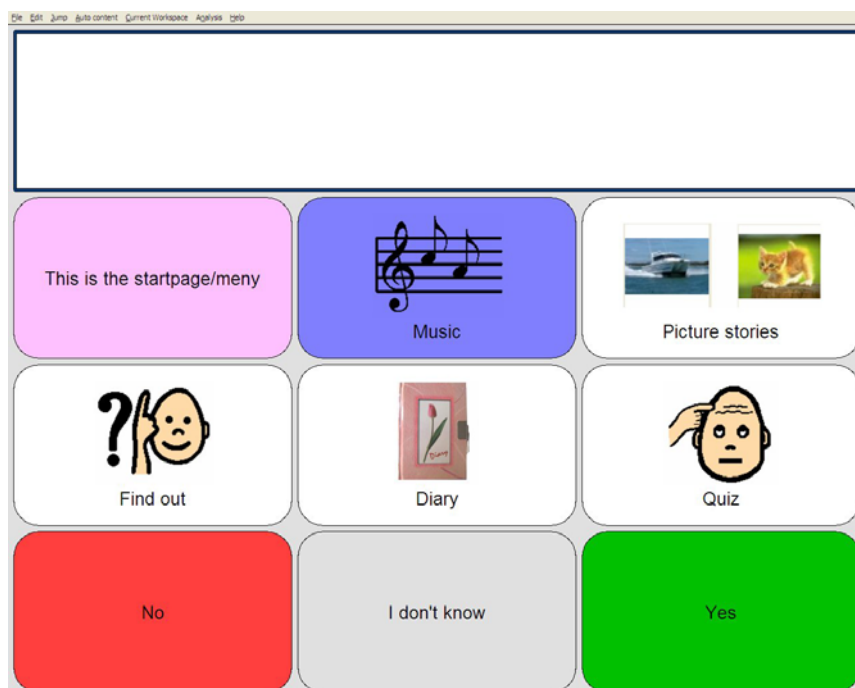 File Edit Jump Auto content Current Workspace Analysis Help
This is the startpage/meny
Music
Picture stories
Find out
Diary
Diary
Quiz
No
I don't know
Yes